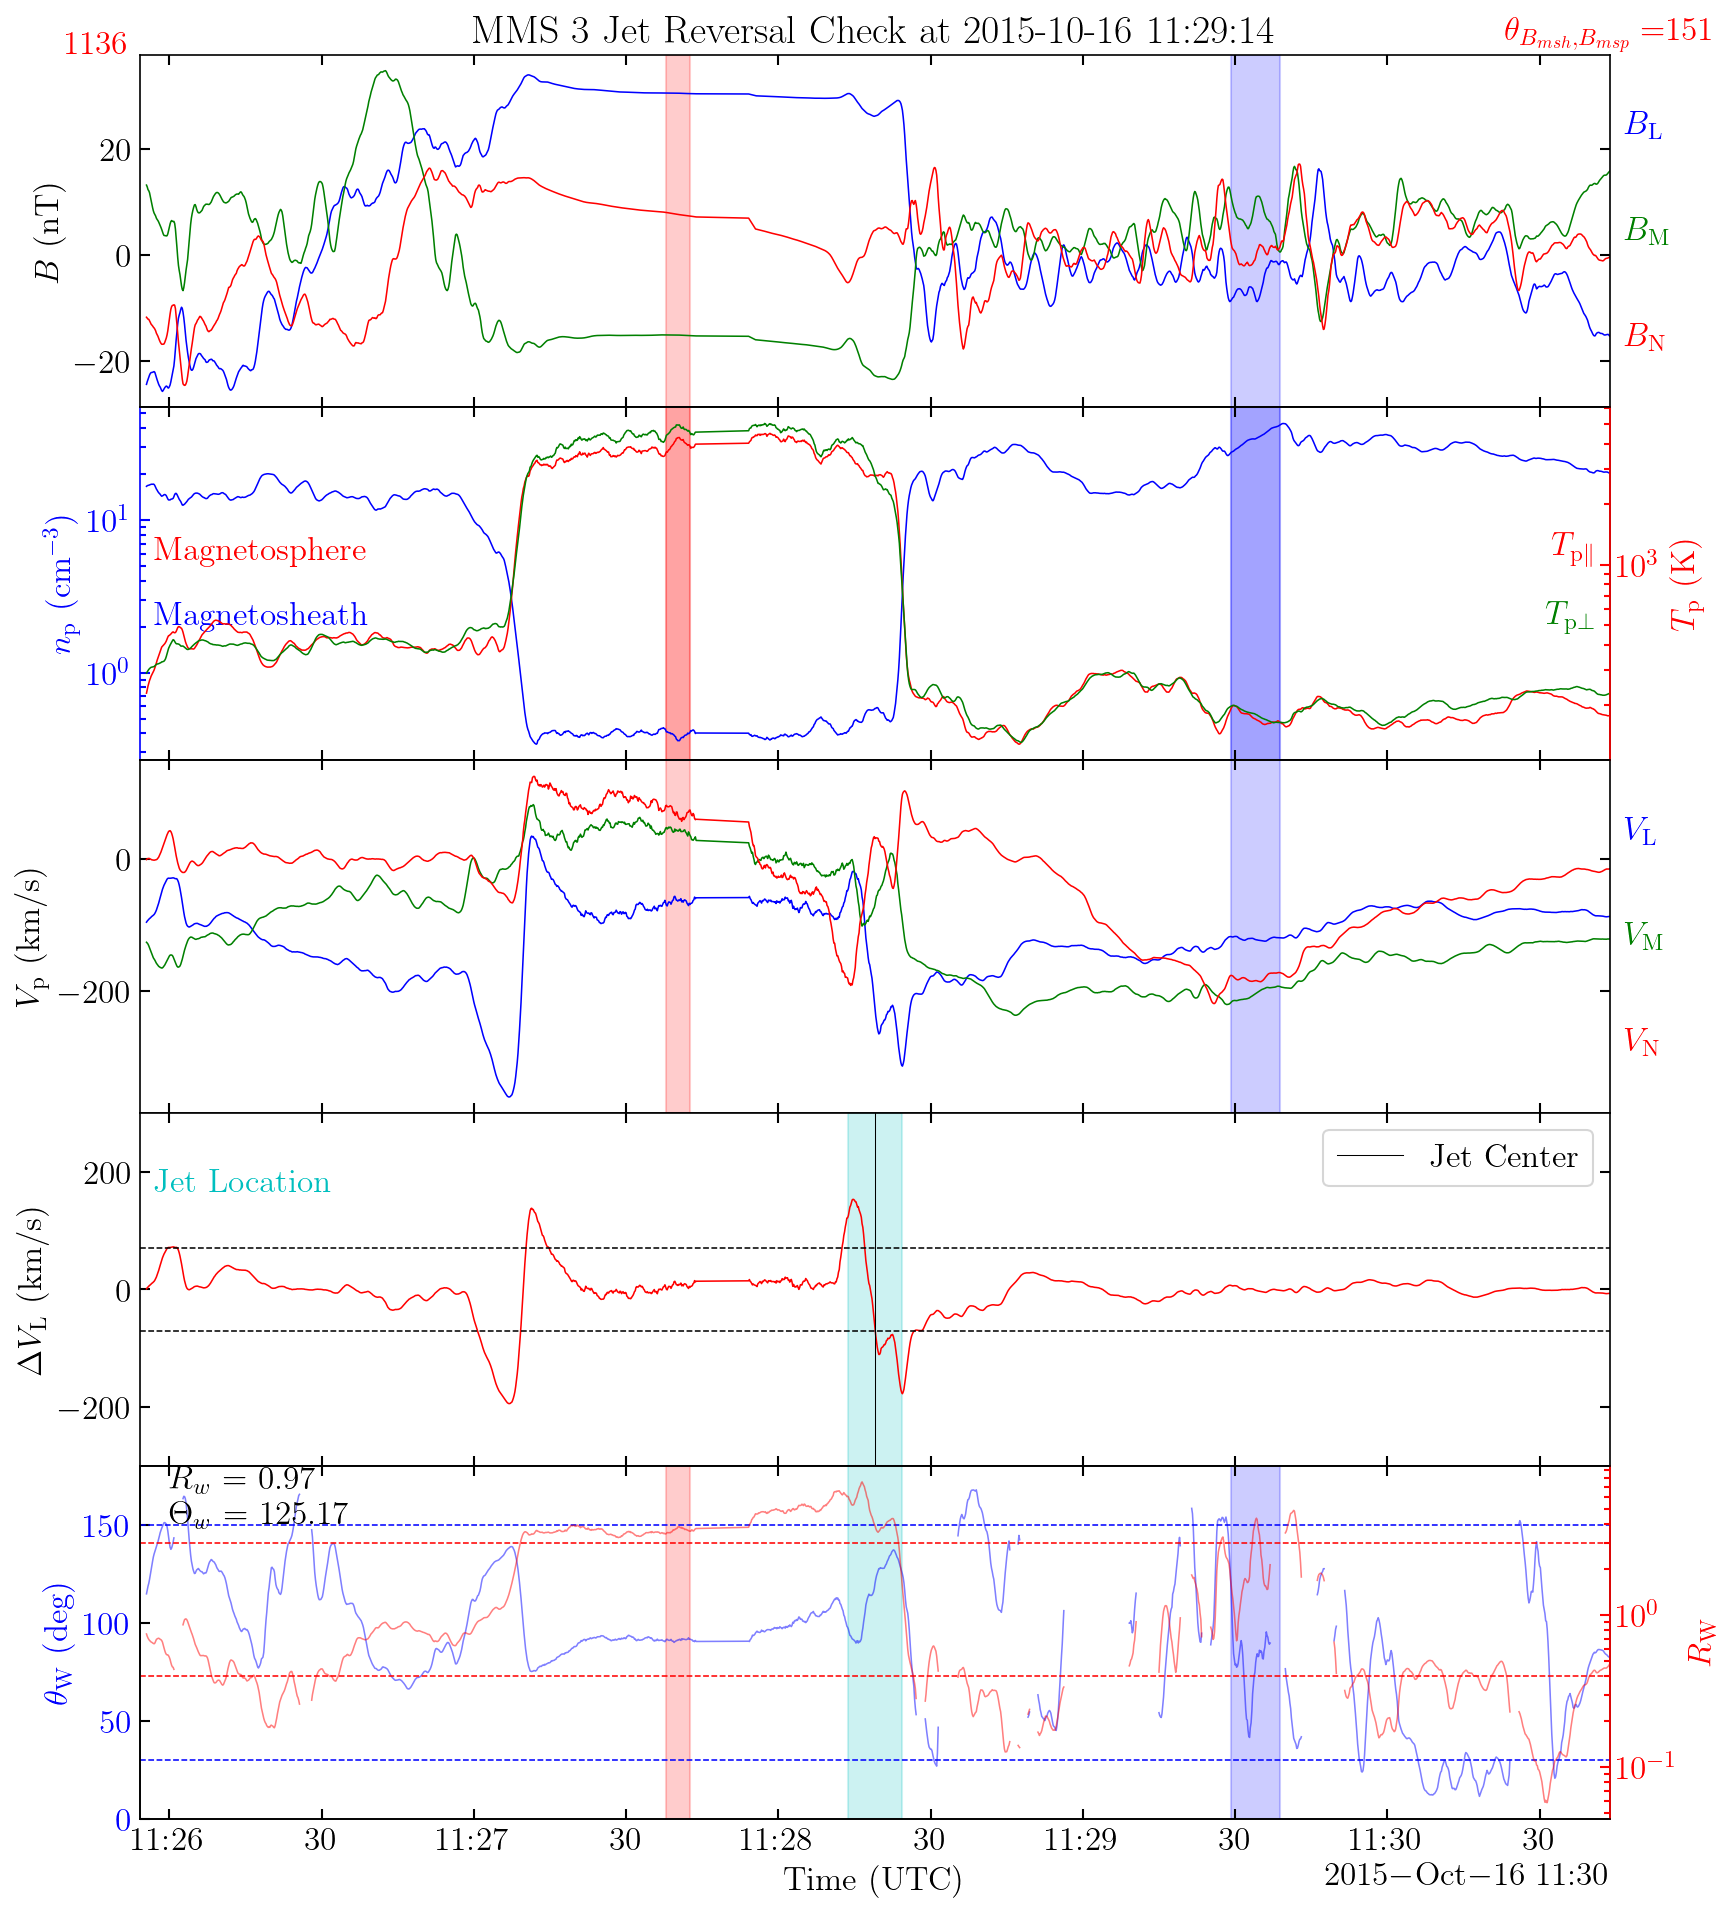 MMS 3 Jet Reversal Check at 2015-10-16 11:29:14
1136
θ_{B_{msh},B_{msp}} =151
B (nT)
20
0
−20
B_L
B_M
B_N
n_p (cm^{−3})
10^1
10^0
Magnetosphere
Magnetosheath
T_{p∥}
T_{p⊥}
10^3
T_p (K)
V_p (km/s)
0
−200
V_L
V_M
V_N
ΔV_L (km/s)
200
0
−200
Jet Location
Jet Center
R_w = 0.97
Θ_w = 125.17
θ_W (deg)
150
100
50
0
10^0
10^{−1}
R_W
11:26 30 11:27 30 11:28 30 11:29 30 11:30 30
Time (UTC)
2015−Oct−16 11:30